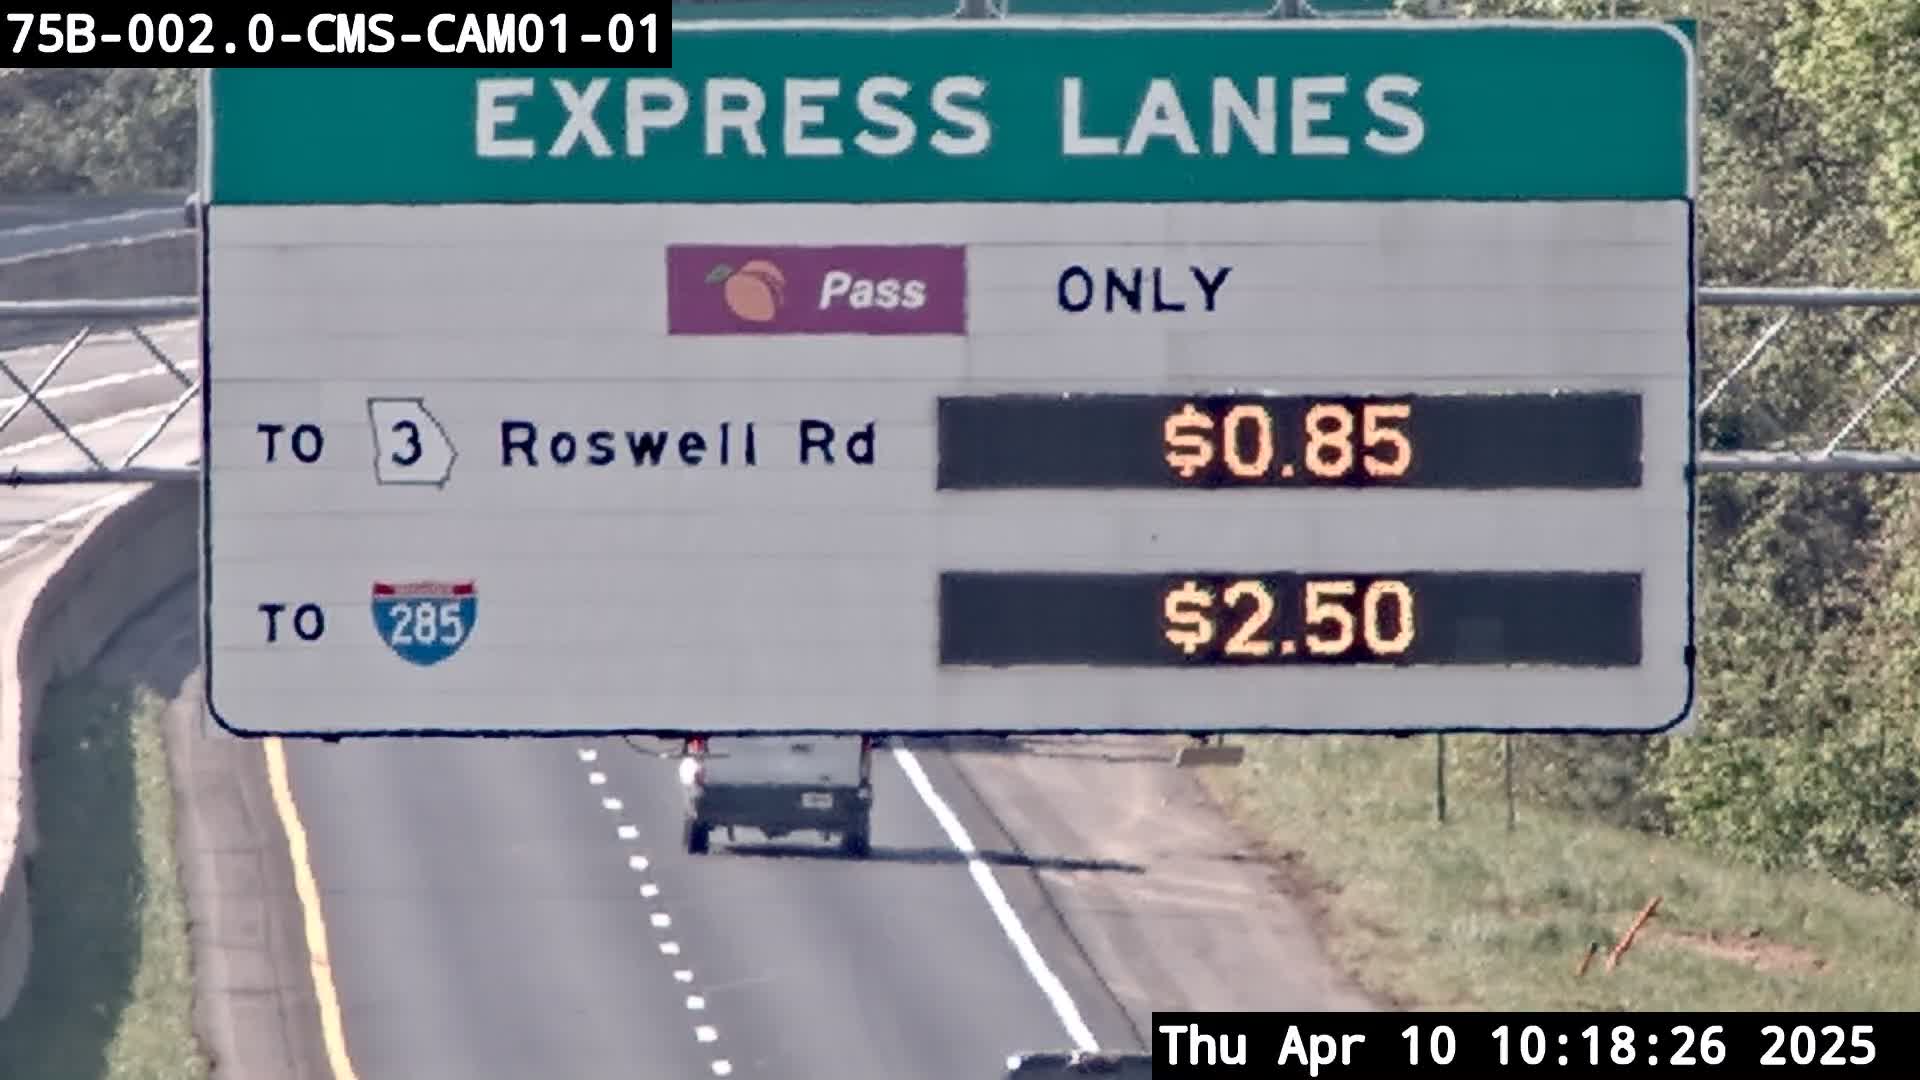 75B-002.0-CMS-CAM01-01
EXPRESS LANES
Pass ONLY
TO 3 Roswell Rd $0.85
TO 285 $2.50
Thu Apr 10 10:18:26 2025